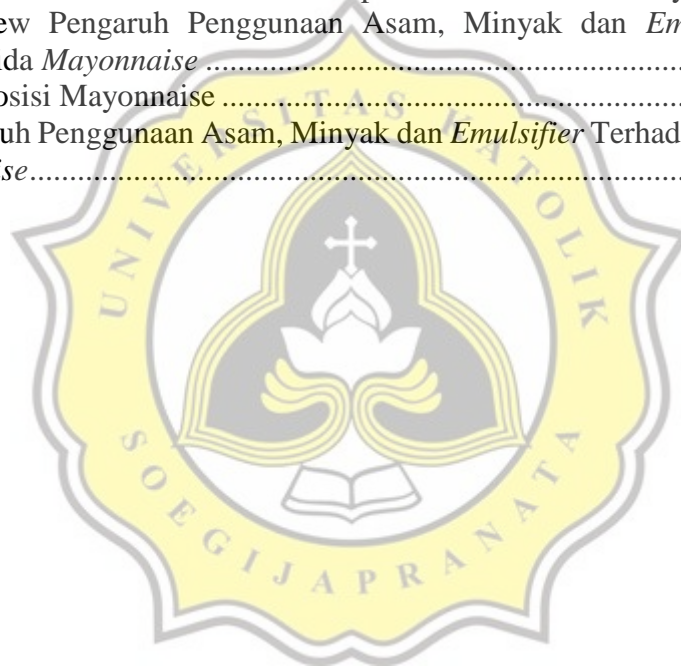 ew Pengaruh Penggunaan Asam, Minyak dan Em
da Mayonnaise ................................................................
osisi Mayonnaise ................................................................
uh Penggunaan Asam, Minyak dan Emulsifier Terhad
ise ................................................................
UNIVERSITAS KATOLIK
SOEGIJAPRANATA